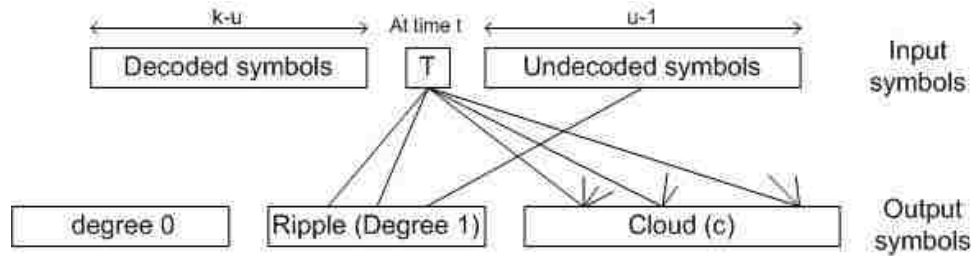 k-u
At time t
u-1
Decoded symbols
T
Undecoded symbols
Input
symbols
degree 0
Ripple (Degree 1)
Cloud (c)
Output
symbols